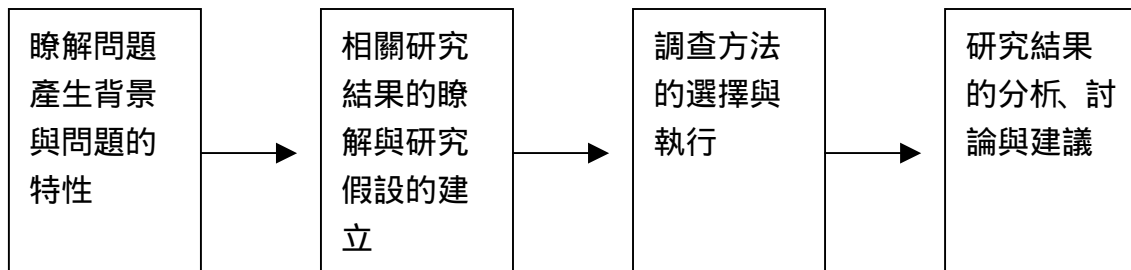 瞭解問題
產生背景
與問題的
特性
相關研究
結果的瞭
解與研究
假設的建
立
調查方法
的選擇與
執行
研究結果
的分析、討
論與建議